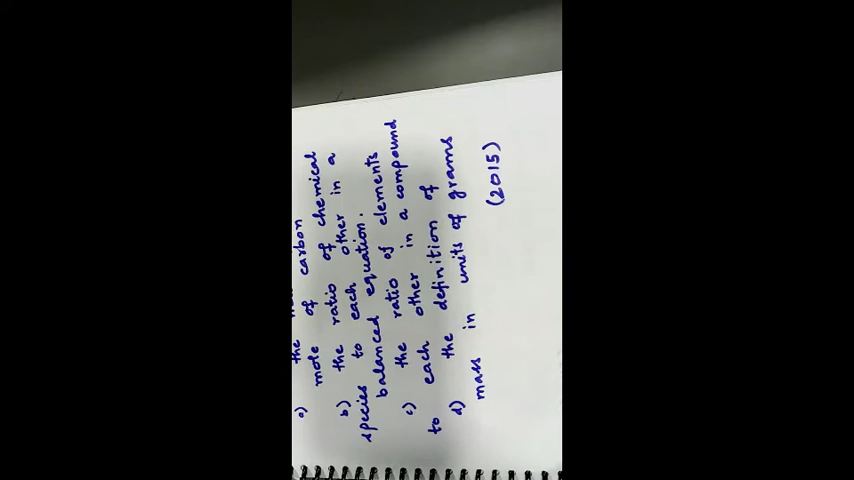 a) the
mole of carbon
b) the ratio of chemical
species to each other in a
balanced equation.
c) the ratio of elements
to each other in a compound
d) the definition of
mass in units of grams
(2015)